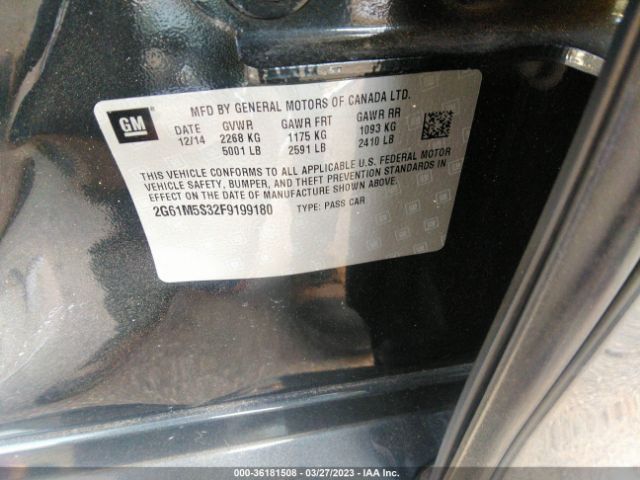 MFD BY GENERAL MOTORS OF CANADA LTD.
GM
DATE GVWR GAWR FRT GAWR RR
12/14 2268 KG 1175 KG 1093 KG
5001 LB 2591 LB 2410 LB
THIS VEHICLE CONFORMS TO ALL APPLICABLE U.S. FEDERAL MOTOR
VEHICLE SAFETY, BUMPER, AND THEFT PREVENTION STANDARDS IN
EFFECT ON THE DATE OF MANUFACTURE SHOWN ABOVE.
2G61M5S32F9199180 TYPE: PASS CAR
000-36181508 - 03/27/2023 - IAA Inc.